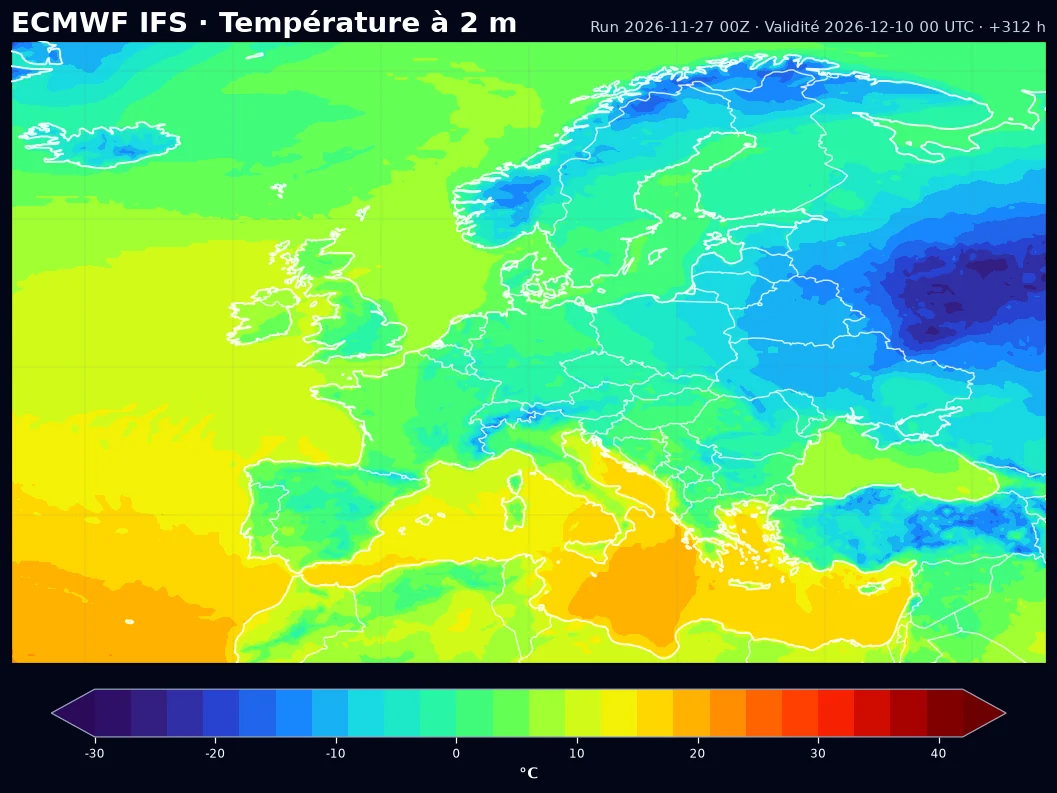 ECMWF IFS · Température à 2 m
Run 2026-11-27 00Z · Validité 2026-12-10 00 UTC · +312 h
-30 -20 -10 0 10 20 30 40
°C